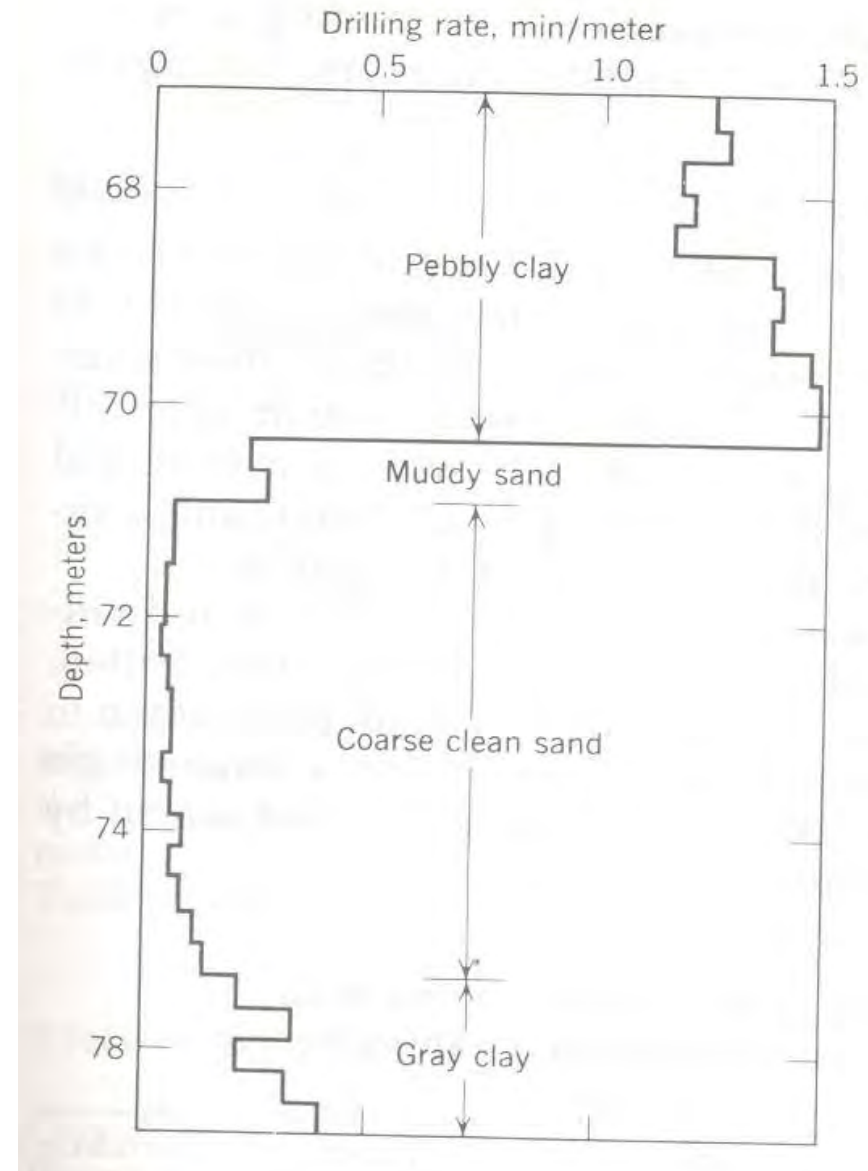 Drilling rate, min/meter
0 0.5 1.0 1.5
68
Pebbly clay
70
Muddy sand
Depth, meters
72
Coarse clean sand
74
78
Gray clay